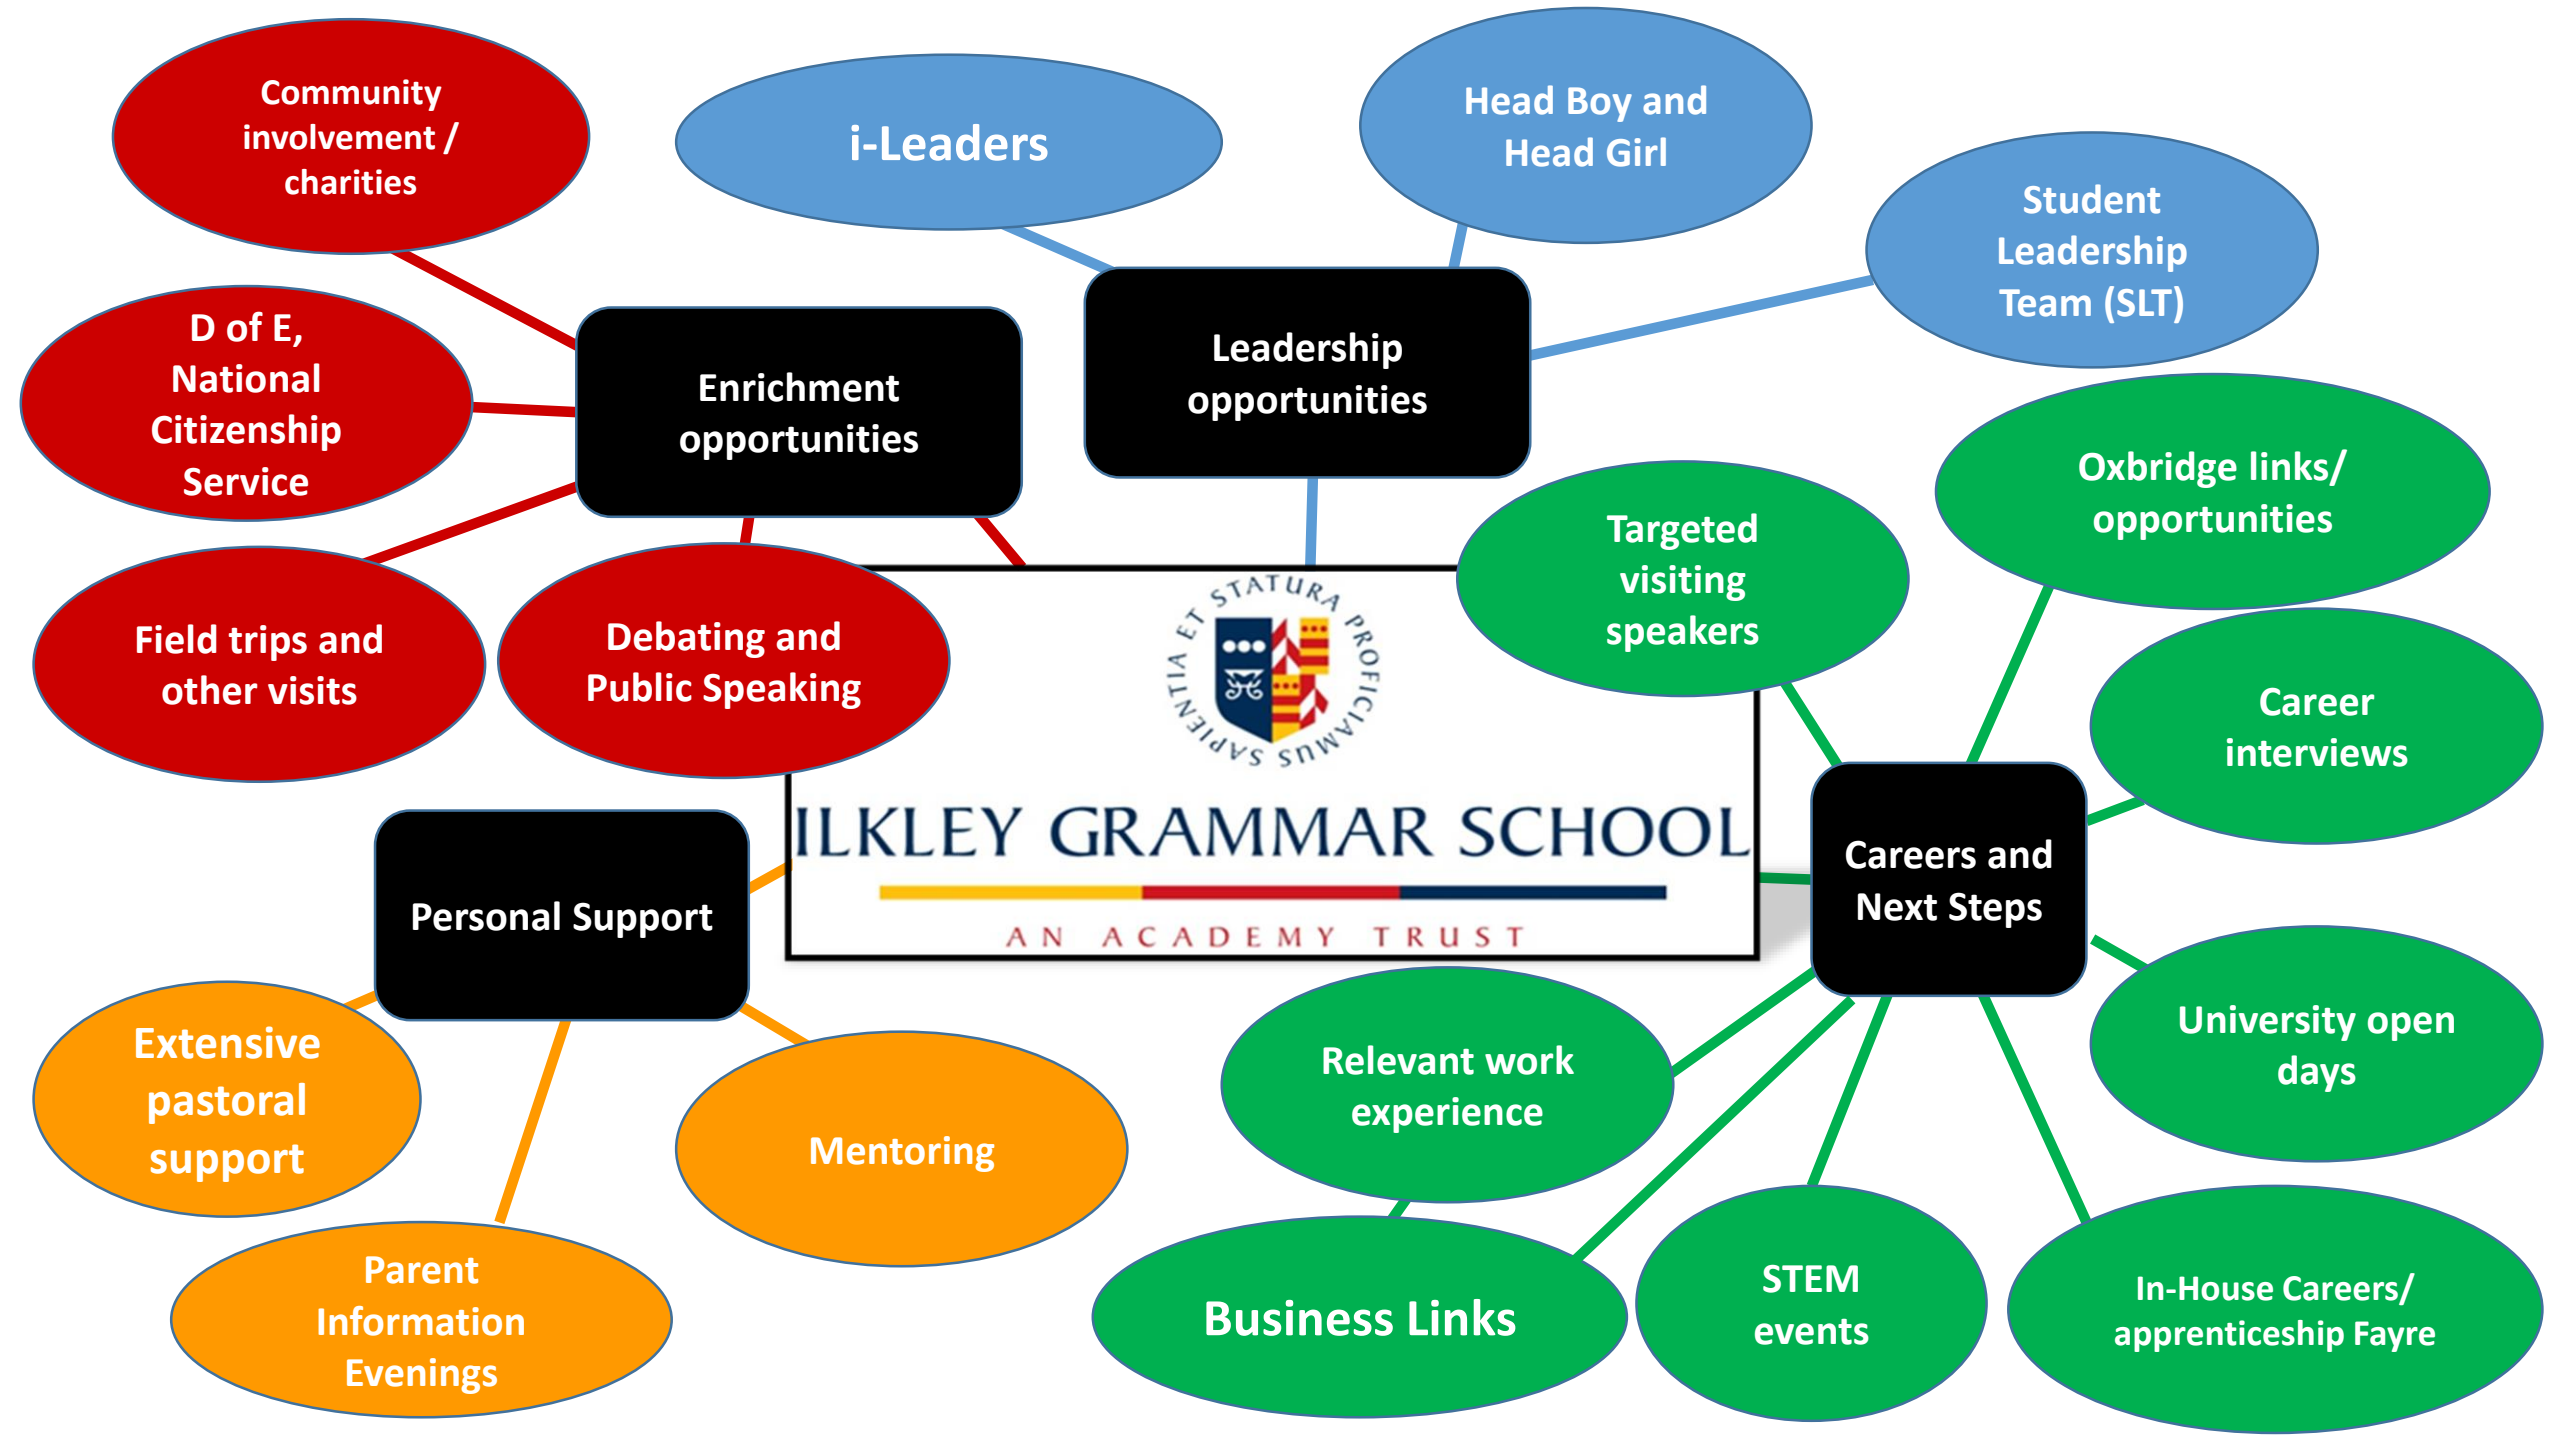 Community
involvement /
charities
i-Leaders
Head Boy and
Head Girl
Student
Leadership
Team (SLT)
D of E,
National
Citizenship
Service
Enrichment
opportunities
Leadership
opportunities
Oxbridge links/
opportunities
Targeted
visiting
speakers
Field trips and
other visits
Debating and
Public Speaking
SAPIENTIA ET STATURA PROFICIAMUS
Career
interviews
ILKLEY GRAMMAR SCHOOL
AN ACADEMY TRUST
Careers and
Next Steps
Personal Support
Extensive
pastoral
support
Mentoring
Parent
Information
Evenings
Relevant work
experience
University open
days
Business Links
STEM
events
In-House Careers/
apprenticeship Fayre